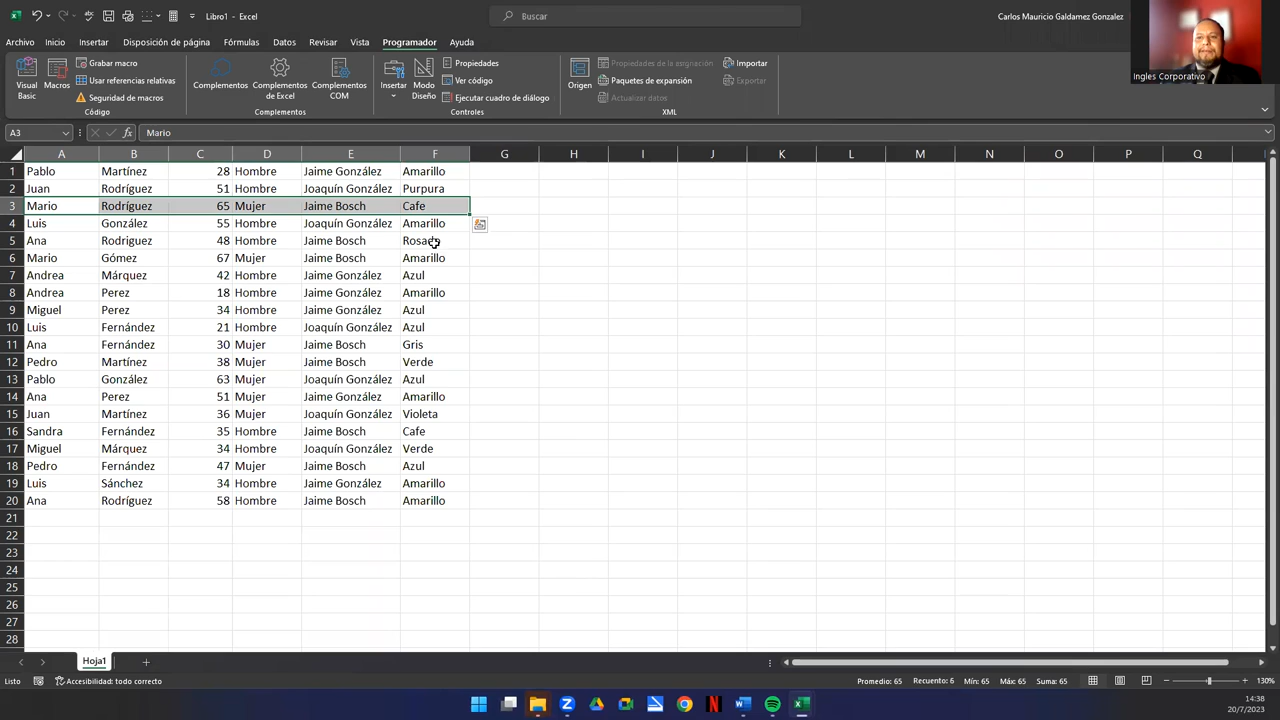 Libro1 - Excel
Buscar
Carlos Mauricio Galdamez Gonzalez
Archivo Inicio Insertar Disposición de página Fórmulas Datos Revisar Vista Programador Ayuda
Ingles Corporativo
Visual Basic
Macros
Grabar macro
Usar referencias relativas
Seguridad de macros
Código
Complementos
Complementos de Excel
Complementos COM
Complementos
Insertar
Modo Diseño
Propiedades
Ver código
Ejecutar cuadro de diálogo
Controles
Origen
Propiedades de la asignación
Paquetes de expansión
Actualizar datos
Importar
Exportar
XML
A3 fx Mario
A B C D E F G H I J K L M N O P Q
1 Pablo Martínez 28 Hombre Jaime González Amarillo
2 Juan Rodríguez 51 Hombre Joaquín González Purpura
3 Mario Rodríguez 65 Mujer Jaime Bosch Cafe
4 Luis González 55 Hombre Joaquín González Amarillo
5 Ana Rodriguez 48 Hombre Jaime Bosch Rosado
6 Mario Gómez 67 Mujer Jaime Bosch Amarillo
7 Andrea Márquez 42 Hombre Jaime González Azul
8 Andrea Perez 18 Hombre Jaime González Amarillo
9 Miguel Perez 34 Hombre Jaime González Azul
10 Luis Fernández 21 Hombre Joaquín González Azul
11 Ana Fernández 30 Mujer Jaime Bosch Gris
12 Pedro Martínez 38 Mujer Jaime Bosch Verde
13 Pablo González 63 Mujer Joaquín González Azul
14 Ana Perez 51 Mujer Jaime Bosch Amarillo
15 Juan Martínez 36 Mujer Joaquín González Violeta
16 Sandra Fernández 35 Hombre Jaime Bosch Cafe
17 Miguel Márquez 34 Hombre Joaquín González Verde
18 Pedro Fernández 47 Mujer Jaime Bosch Azul
19 Luis Sánchez 34 Hombre Jaime González Amarillo
20 Ana Rodríguez 58 Hombre Jaime Bosch Amarillo
21
22
23
24
25
26
27
28
Hoja1
Listo Accesibilidad: todo correcto Promedio: 65 Recuento: 6 Mín: 65 Máx: 65 Suma: 65 130%
14:38
20/7/2023